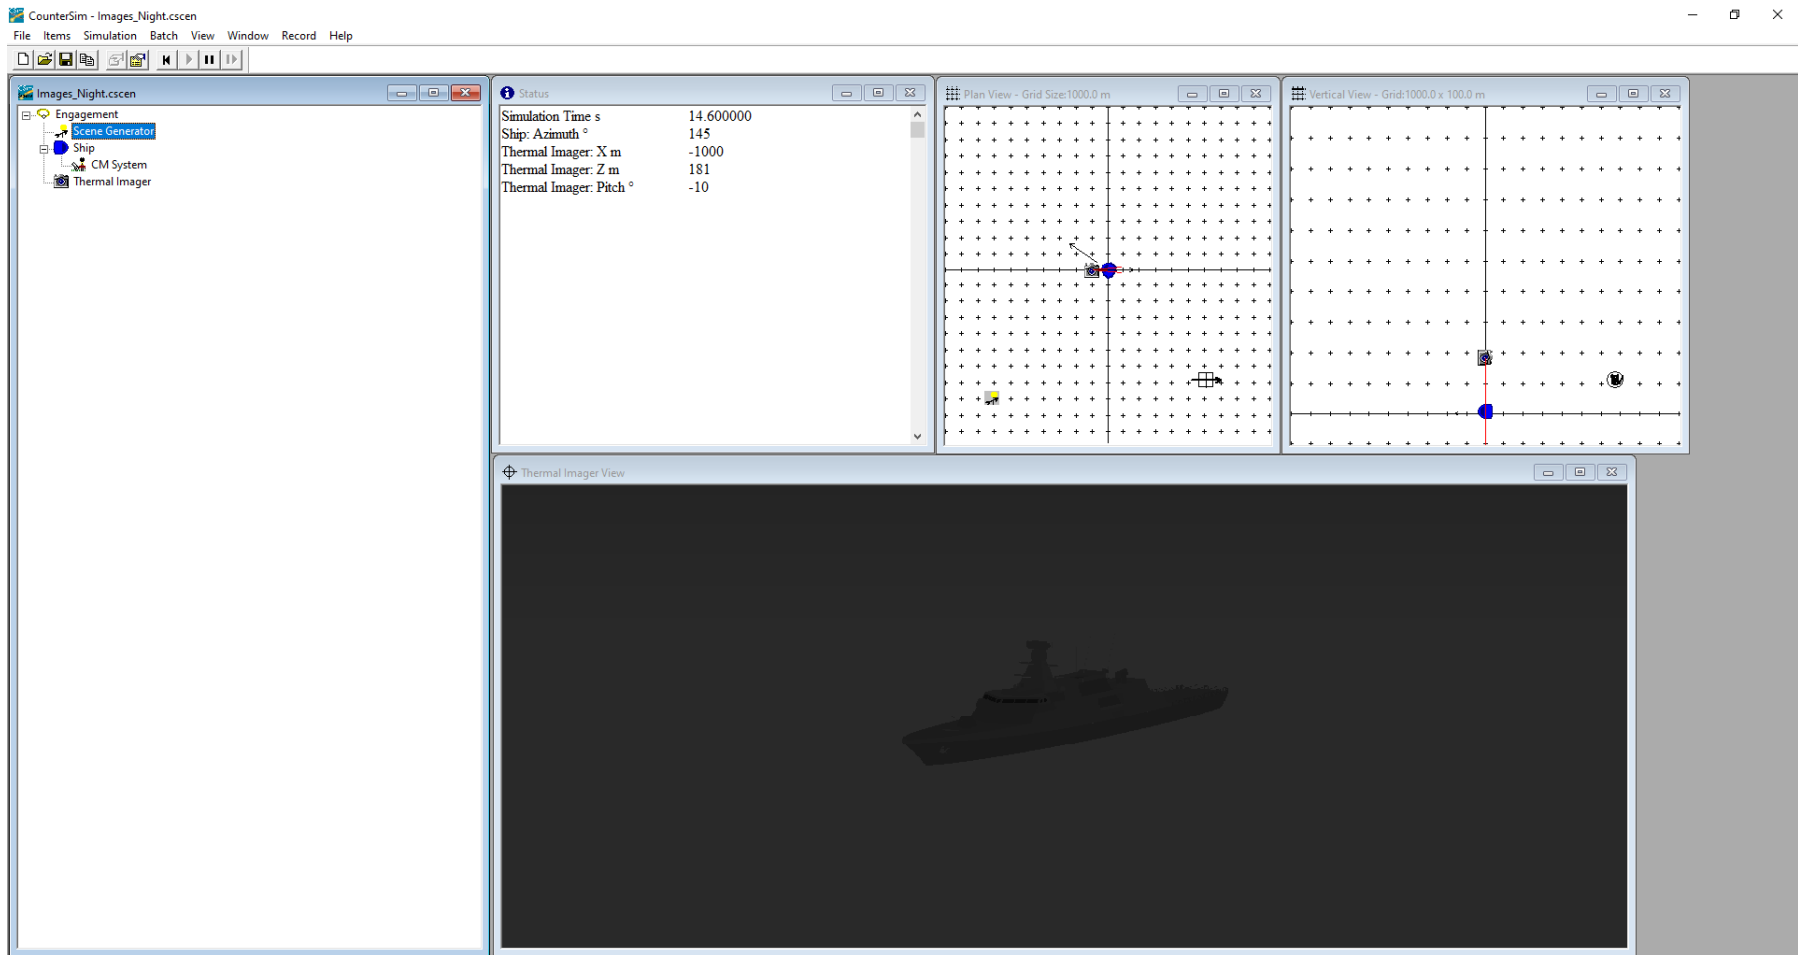 CounterSim - Images_Night.cscen
File Items Simulation Batch View Window Record Help
Images_Night.cscen
Engagement
Scene Generator
Ship
CM System
Thermal Imager
Status
Simulation Time s 14.600000
Ship: Azimuth ° 145
Thermal Imager: X m -1000
Thermal Imager: Z m 181
Thermal Imager: Pitch ° -10
Plan View - Grid Size:1000.0 m
Vertical View - Grid:1000.0 x 100.0 m
Thermal Imager View